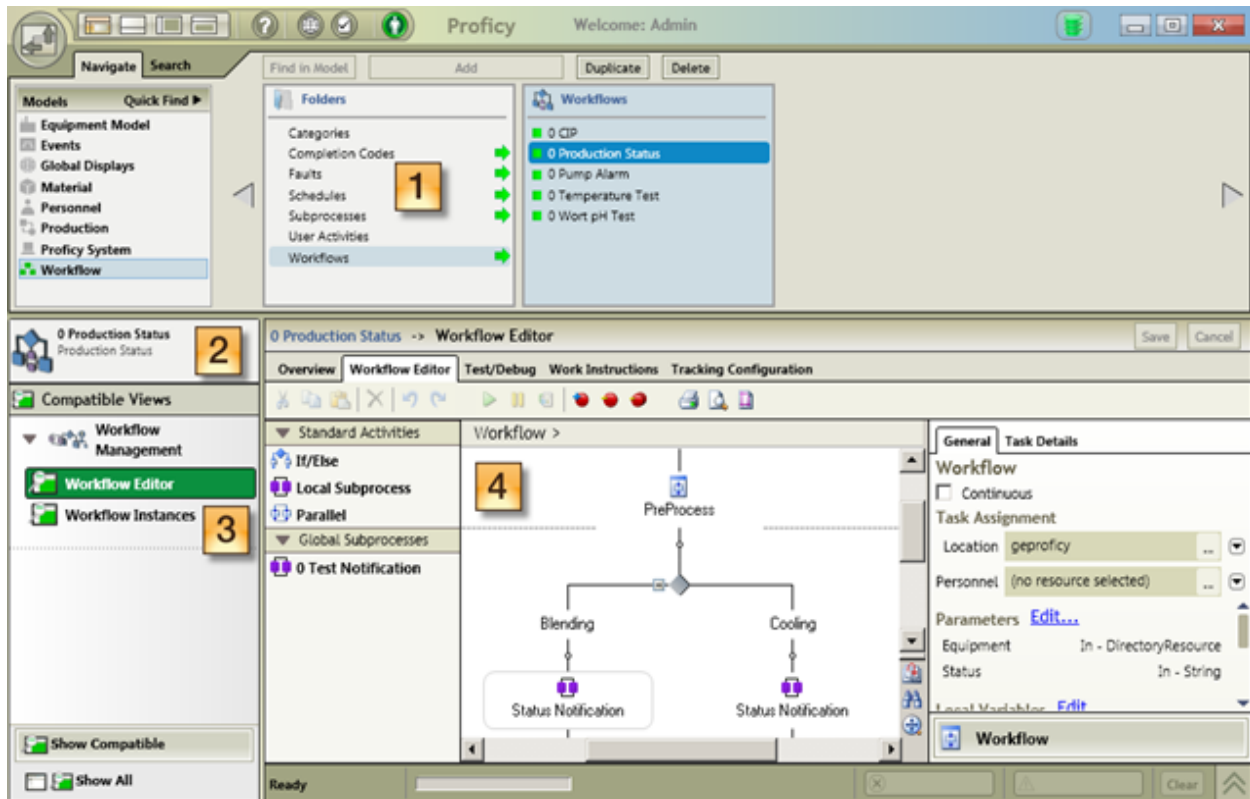 Proficy Welcome: Admin
Navigate Search
Find in Model Add Duplicate Delete
Models Quick Find
Equipment Model
Events
Global Displays
Material
Personnel
Production
Proficy System
Workflow
Folders
Categories
Completion Codes
Faults
Schedules
Subprocesses
User Activities
Workflows
1
Workflows
0 CIP
0 Production Status
0 Pump Alarm
0 Temperature Test
0 Wort pH Test
0 Production Status
Production Status
2
Compatible Views
Workflow
Management
Workflow Editor
Workflow Instances
3
Show Compatible
Show All
0 Production Status -> Workflow Editor
Save Cancel
Overview Workflow Editor Test/Debug Work Instructions Tracking Configuration
Standard Activities
If/Else
Local Subprocess
Parallel
Global Subprocesses
0 Test Notification
Workflow >
4
PreProcess
Blending Cooling
Status Notification Status Notification
General Task Details
Workflow
Continuous
Task Assignment
Location geproficy ..
Personnel (no resource selected) ..
Parameters Edit...
Equipment In - DirectoryResource
Status In - String
Local Variables Edit
Workflow
Ready
Clear